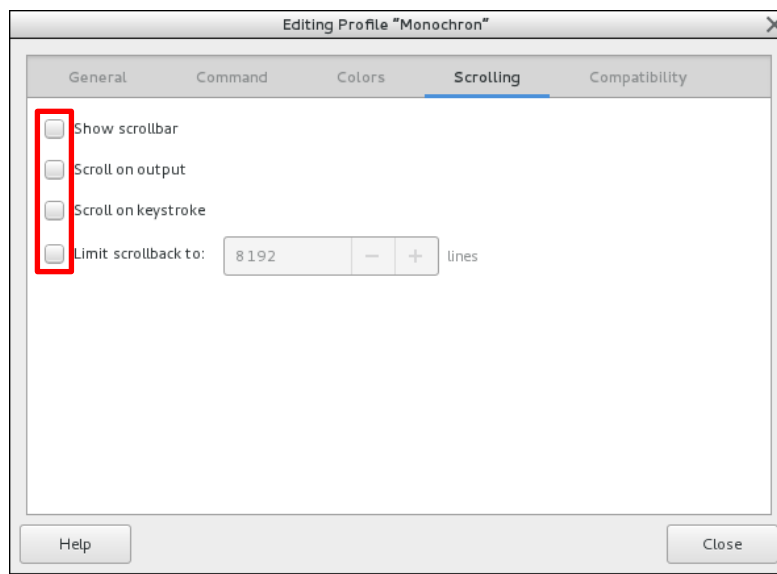 Editing Profile “Monochron”
General Command Colors Scrolling Compatibility
Show scrollbar
Scroll on output
Scroll on keystroke
Limit scrollback to: 8192 lines
Help Close